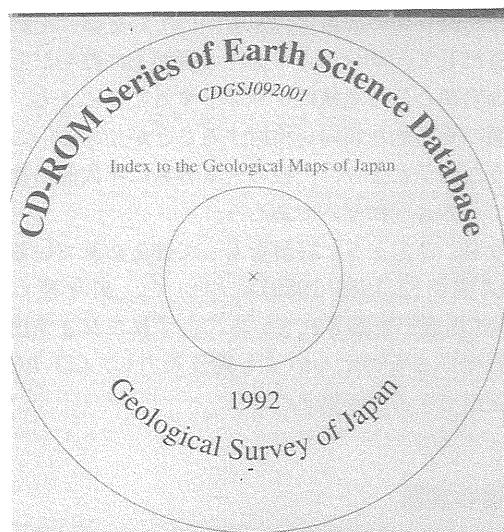 CD-ROM Series of Earth Science Database
CDGSJ092001
Index to the Geological Maps of Japan
1992
Geological Survey of Japan